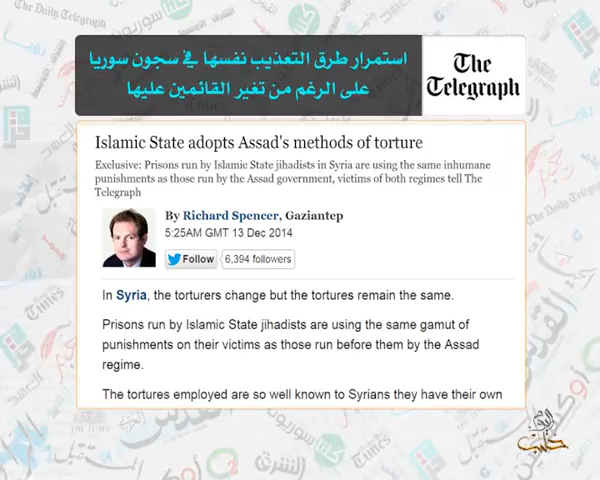 استمرار طرق التعذيب نفسها في سجون سوريا
على الرغم من تغير القائمين عليها
The
Telegraph
Islamic State adopts Assad's methods of torture
Exclusive: Prisons run by Islamic State jihadists in Syria are using the same inhumane
punishments as those run by the Assad government, victims of both regimes tell The
Telegraph
By Richard Spencer, Gaziantep
5:25AM GMT 13 Dec 2014
Follow
6,394 followers
In Syria, the torturers change but the tortures remain the same.
Prisons run by Islamic State jihadists are using the same gamut of
punishments on their victims as those run before them by the Assad
regime.
The tortures employed are so well known to Syrians they have their own